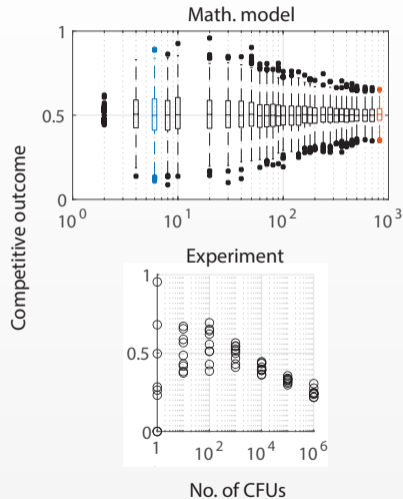 Math. model
1
0.5
0
10^0 10^1 10^2 10^3
Competitive outcome
Experiment
1
0.5
0
1 10^2 10^4 10^6
No. of CFUs